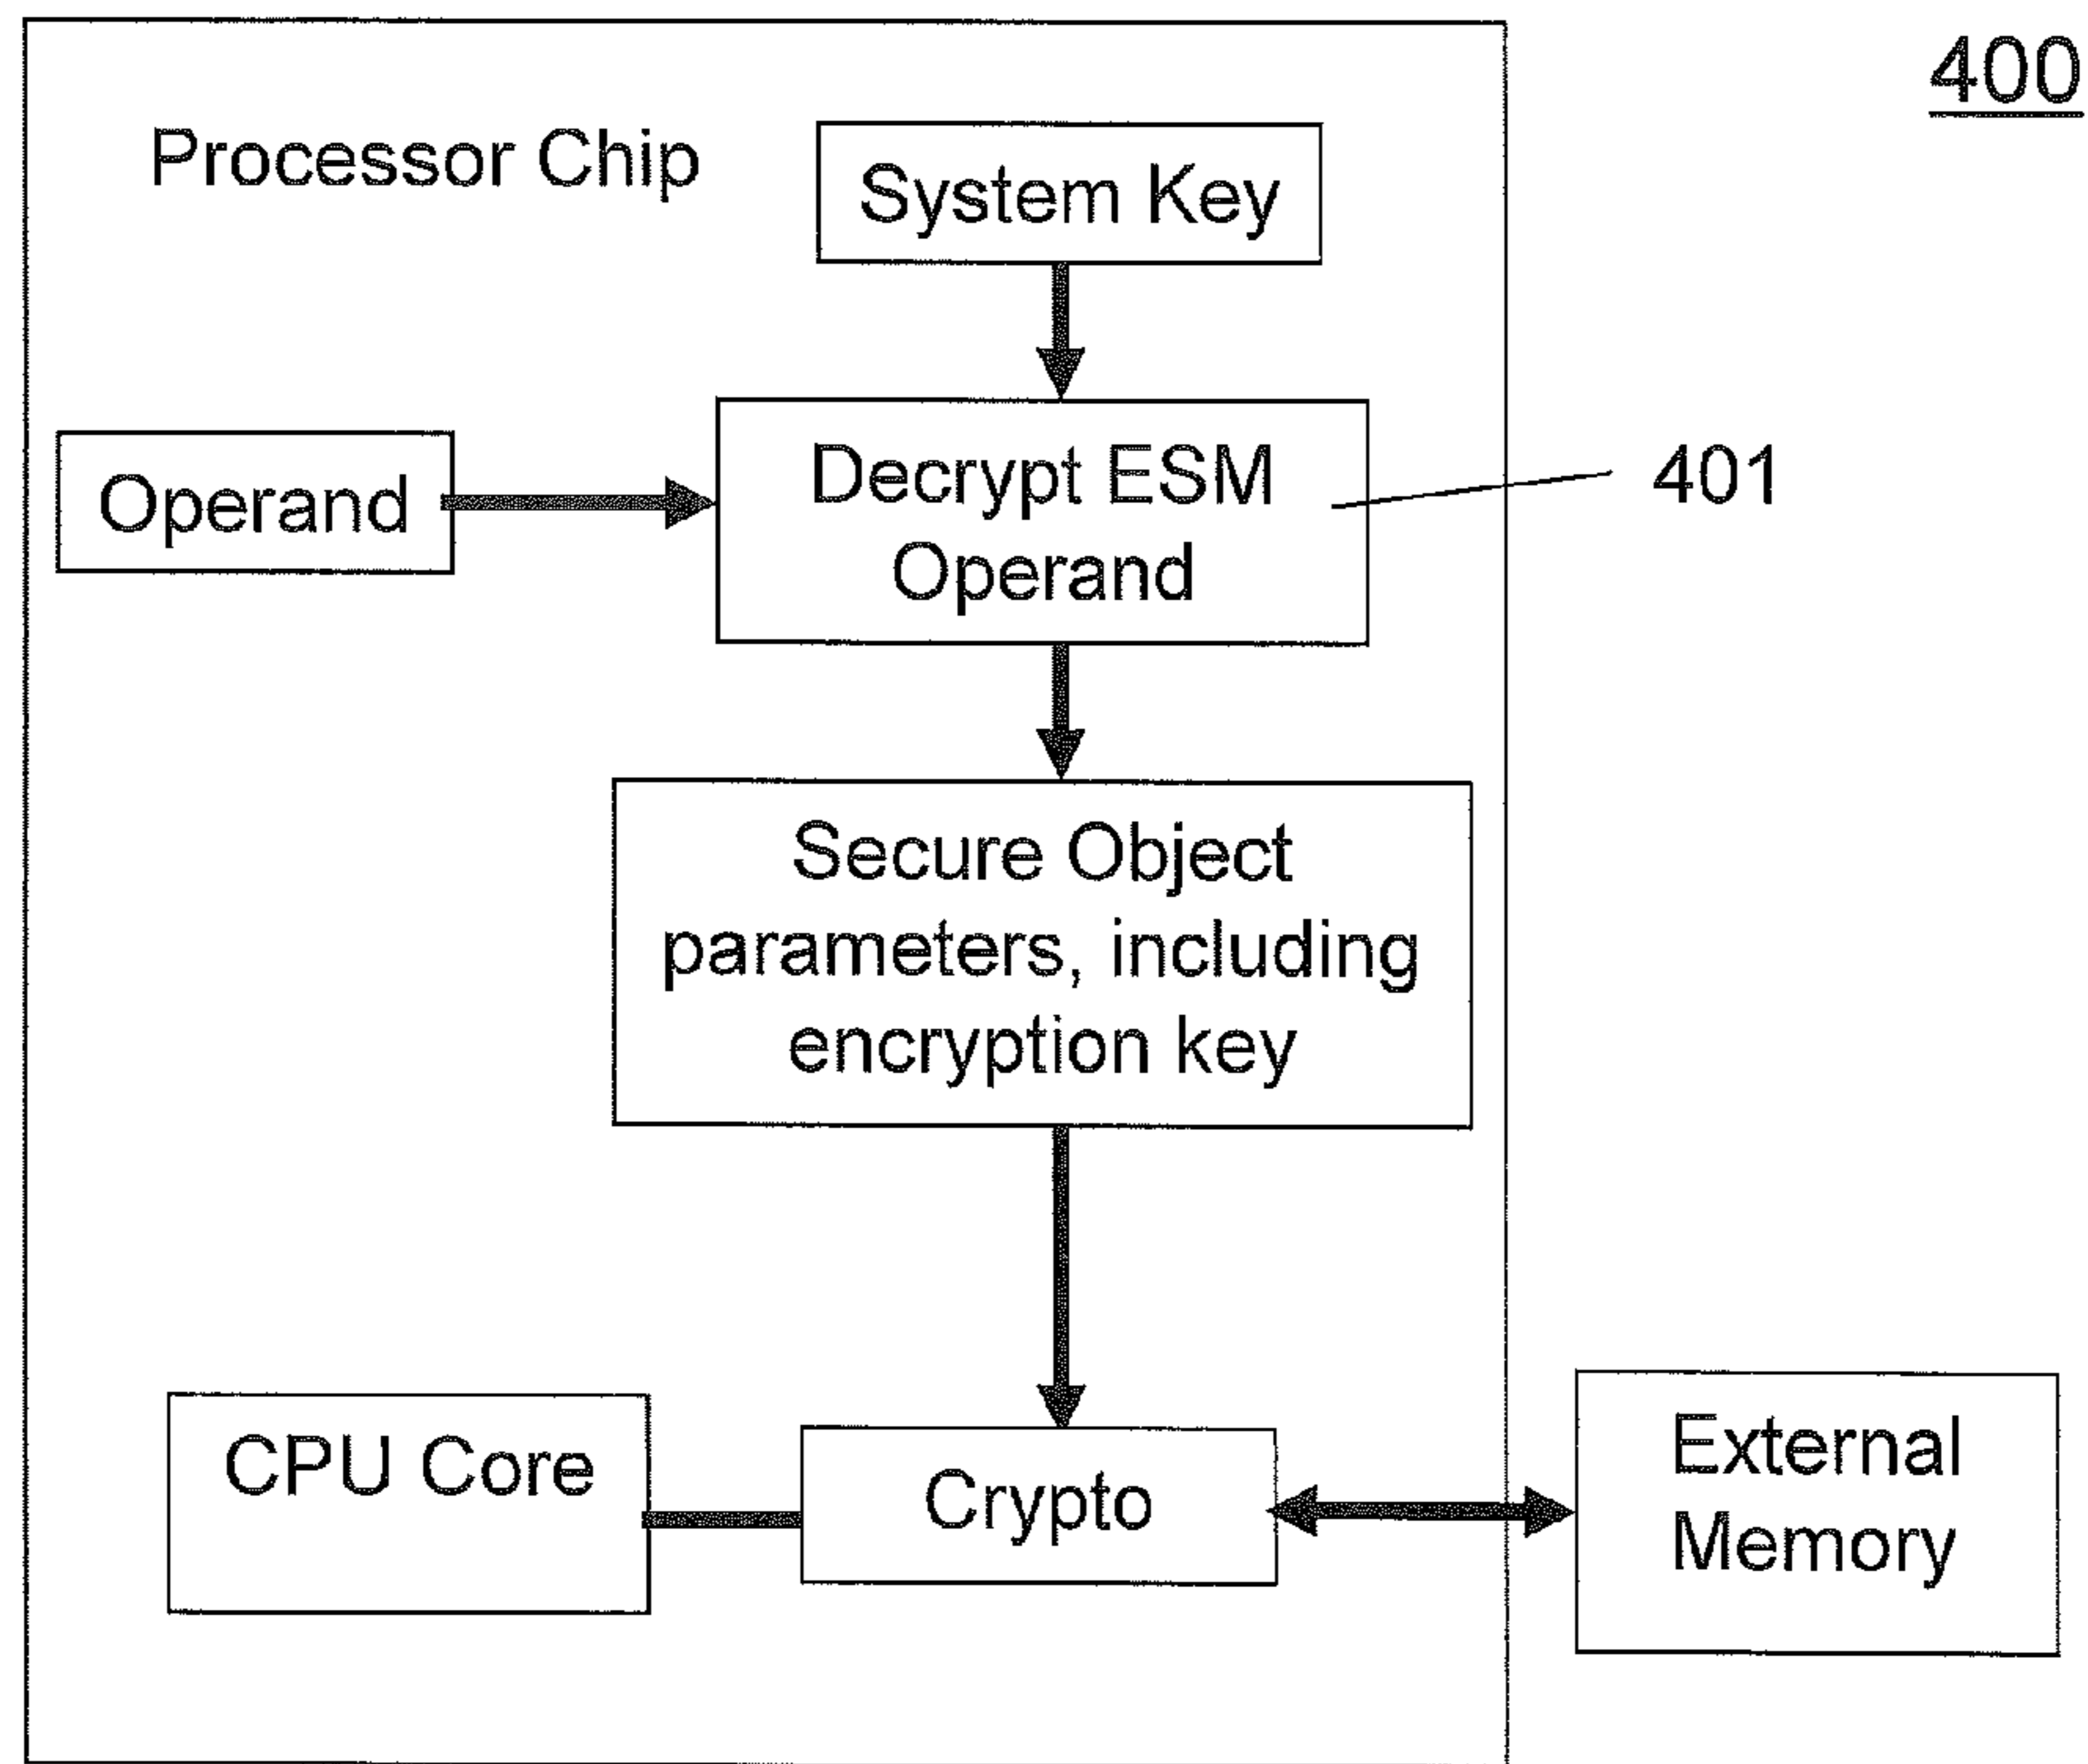 400
Processor Chip
System Key
Operand
Decrypt ESM
Operand
401
Secure Object
parameters, including
encryption key
CPU Core
Crypto
External
Memory